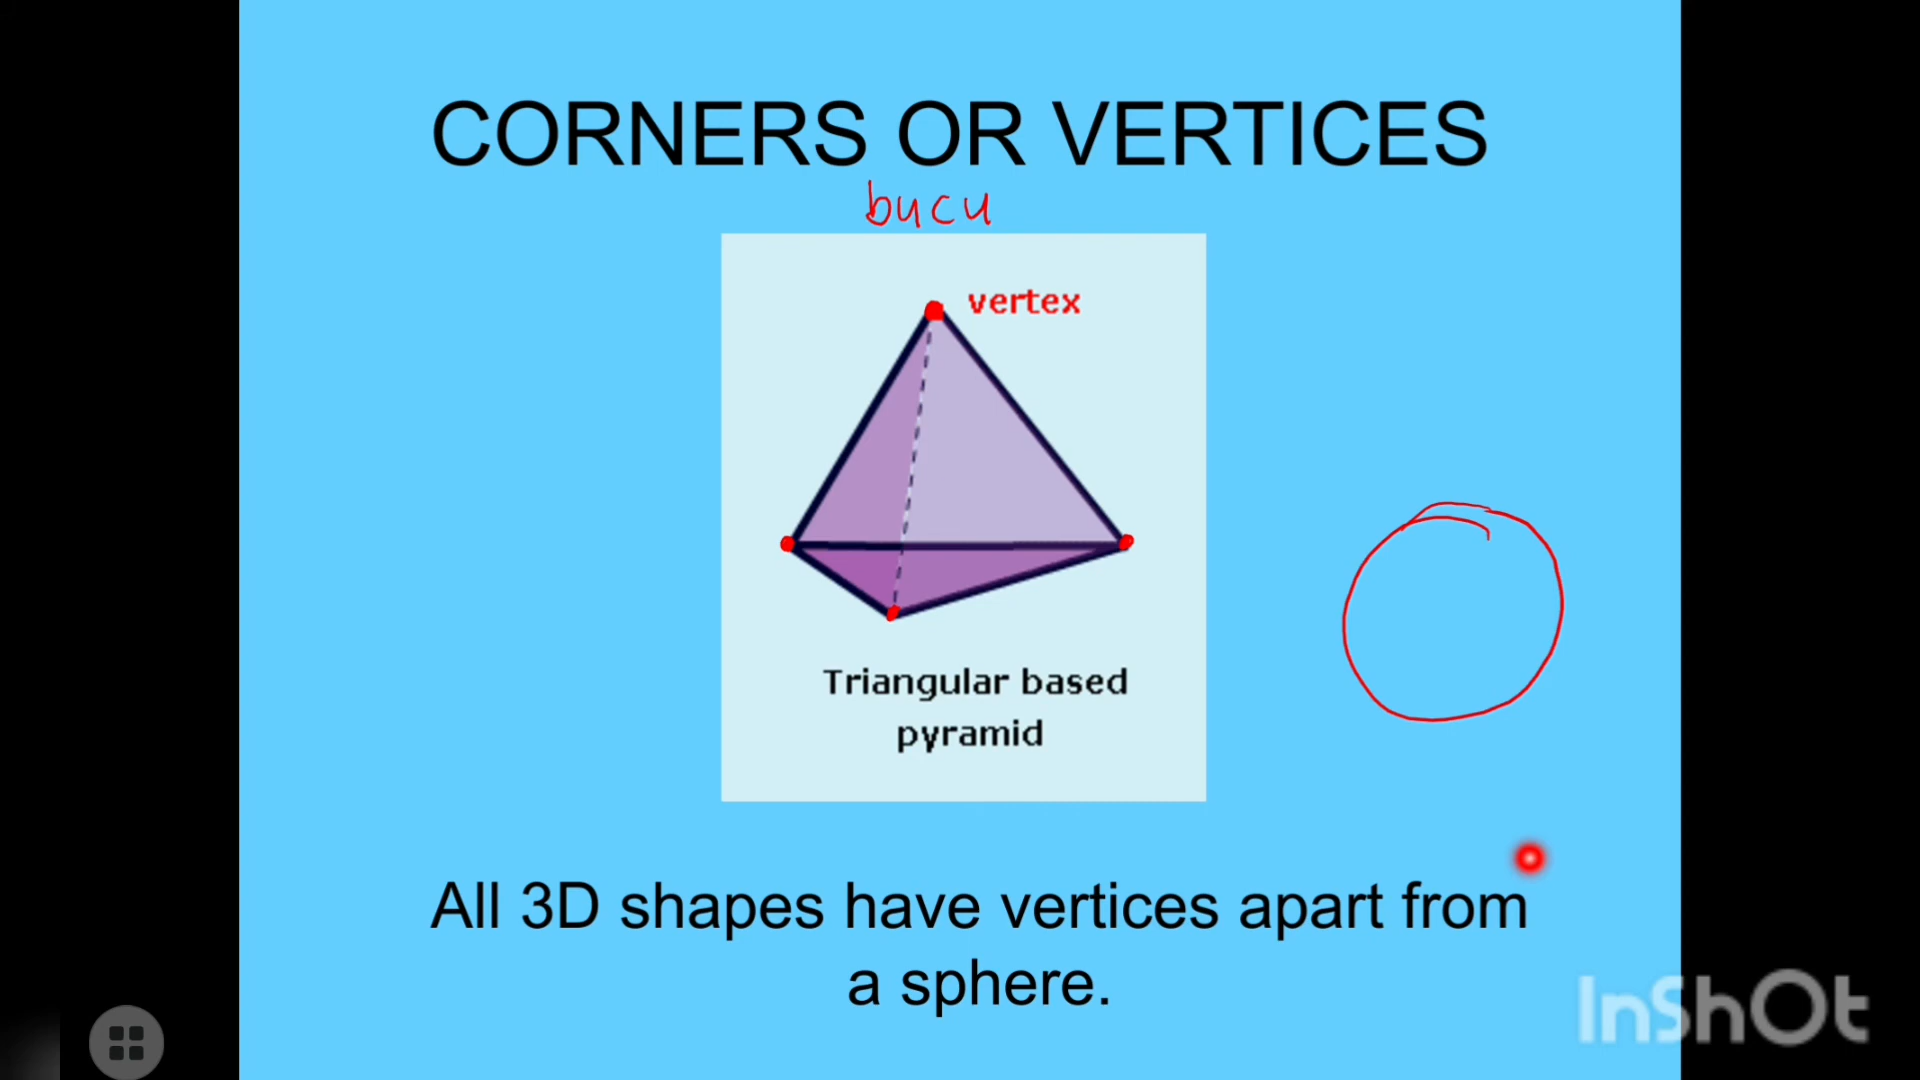 CORNERS OR VERTICES
bucu
vertex
Triangular based
pyramid
All 3D shapes have vertices apart from
a sphere.
InShOt